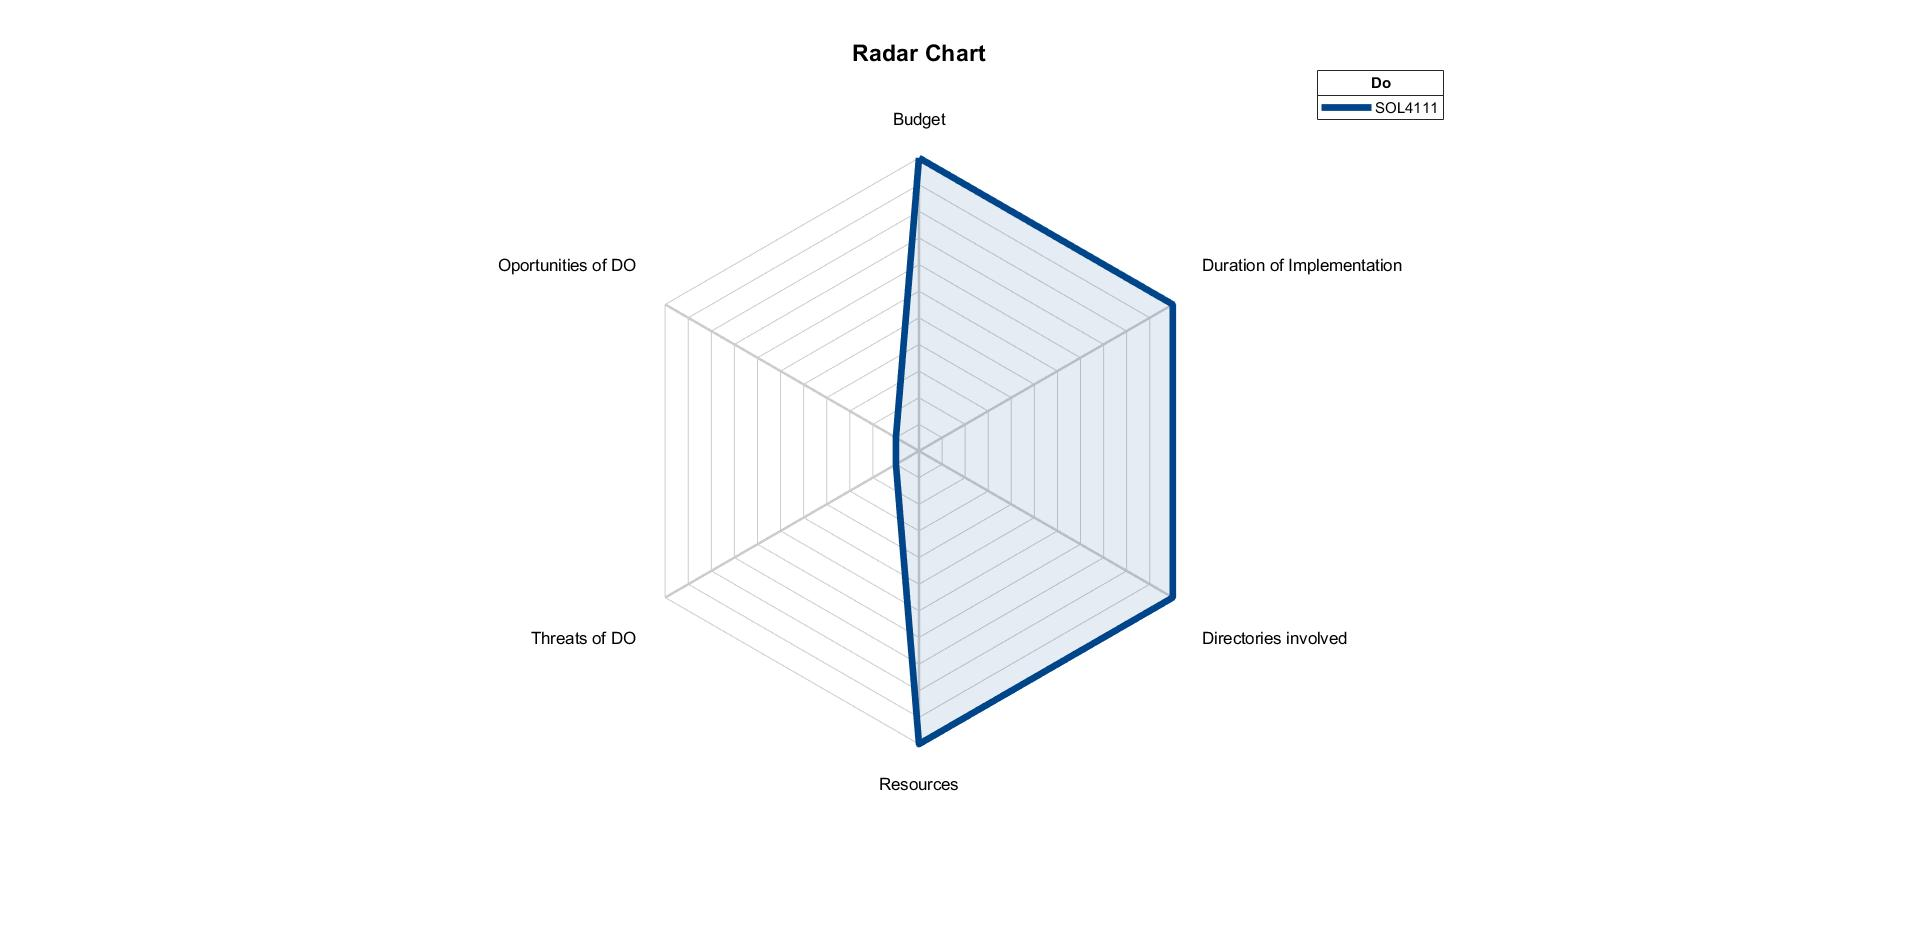 Radar Chart
Do
SOL4111
Budget
Oportunities of DO
Duration of Implementation
Threats of DO
Directories involved
Resources